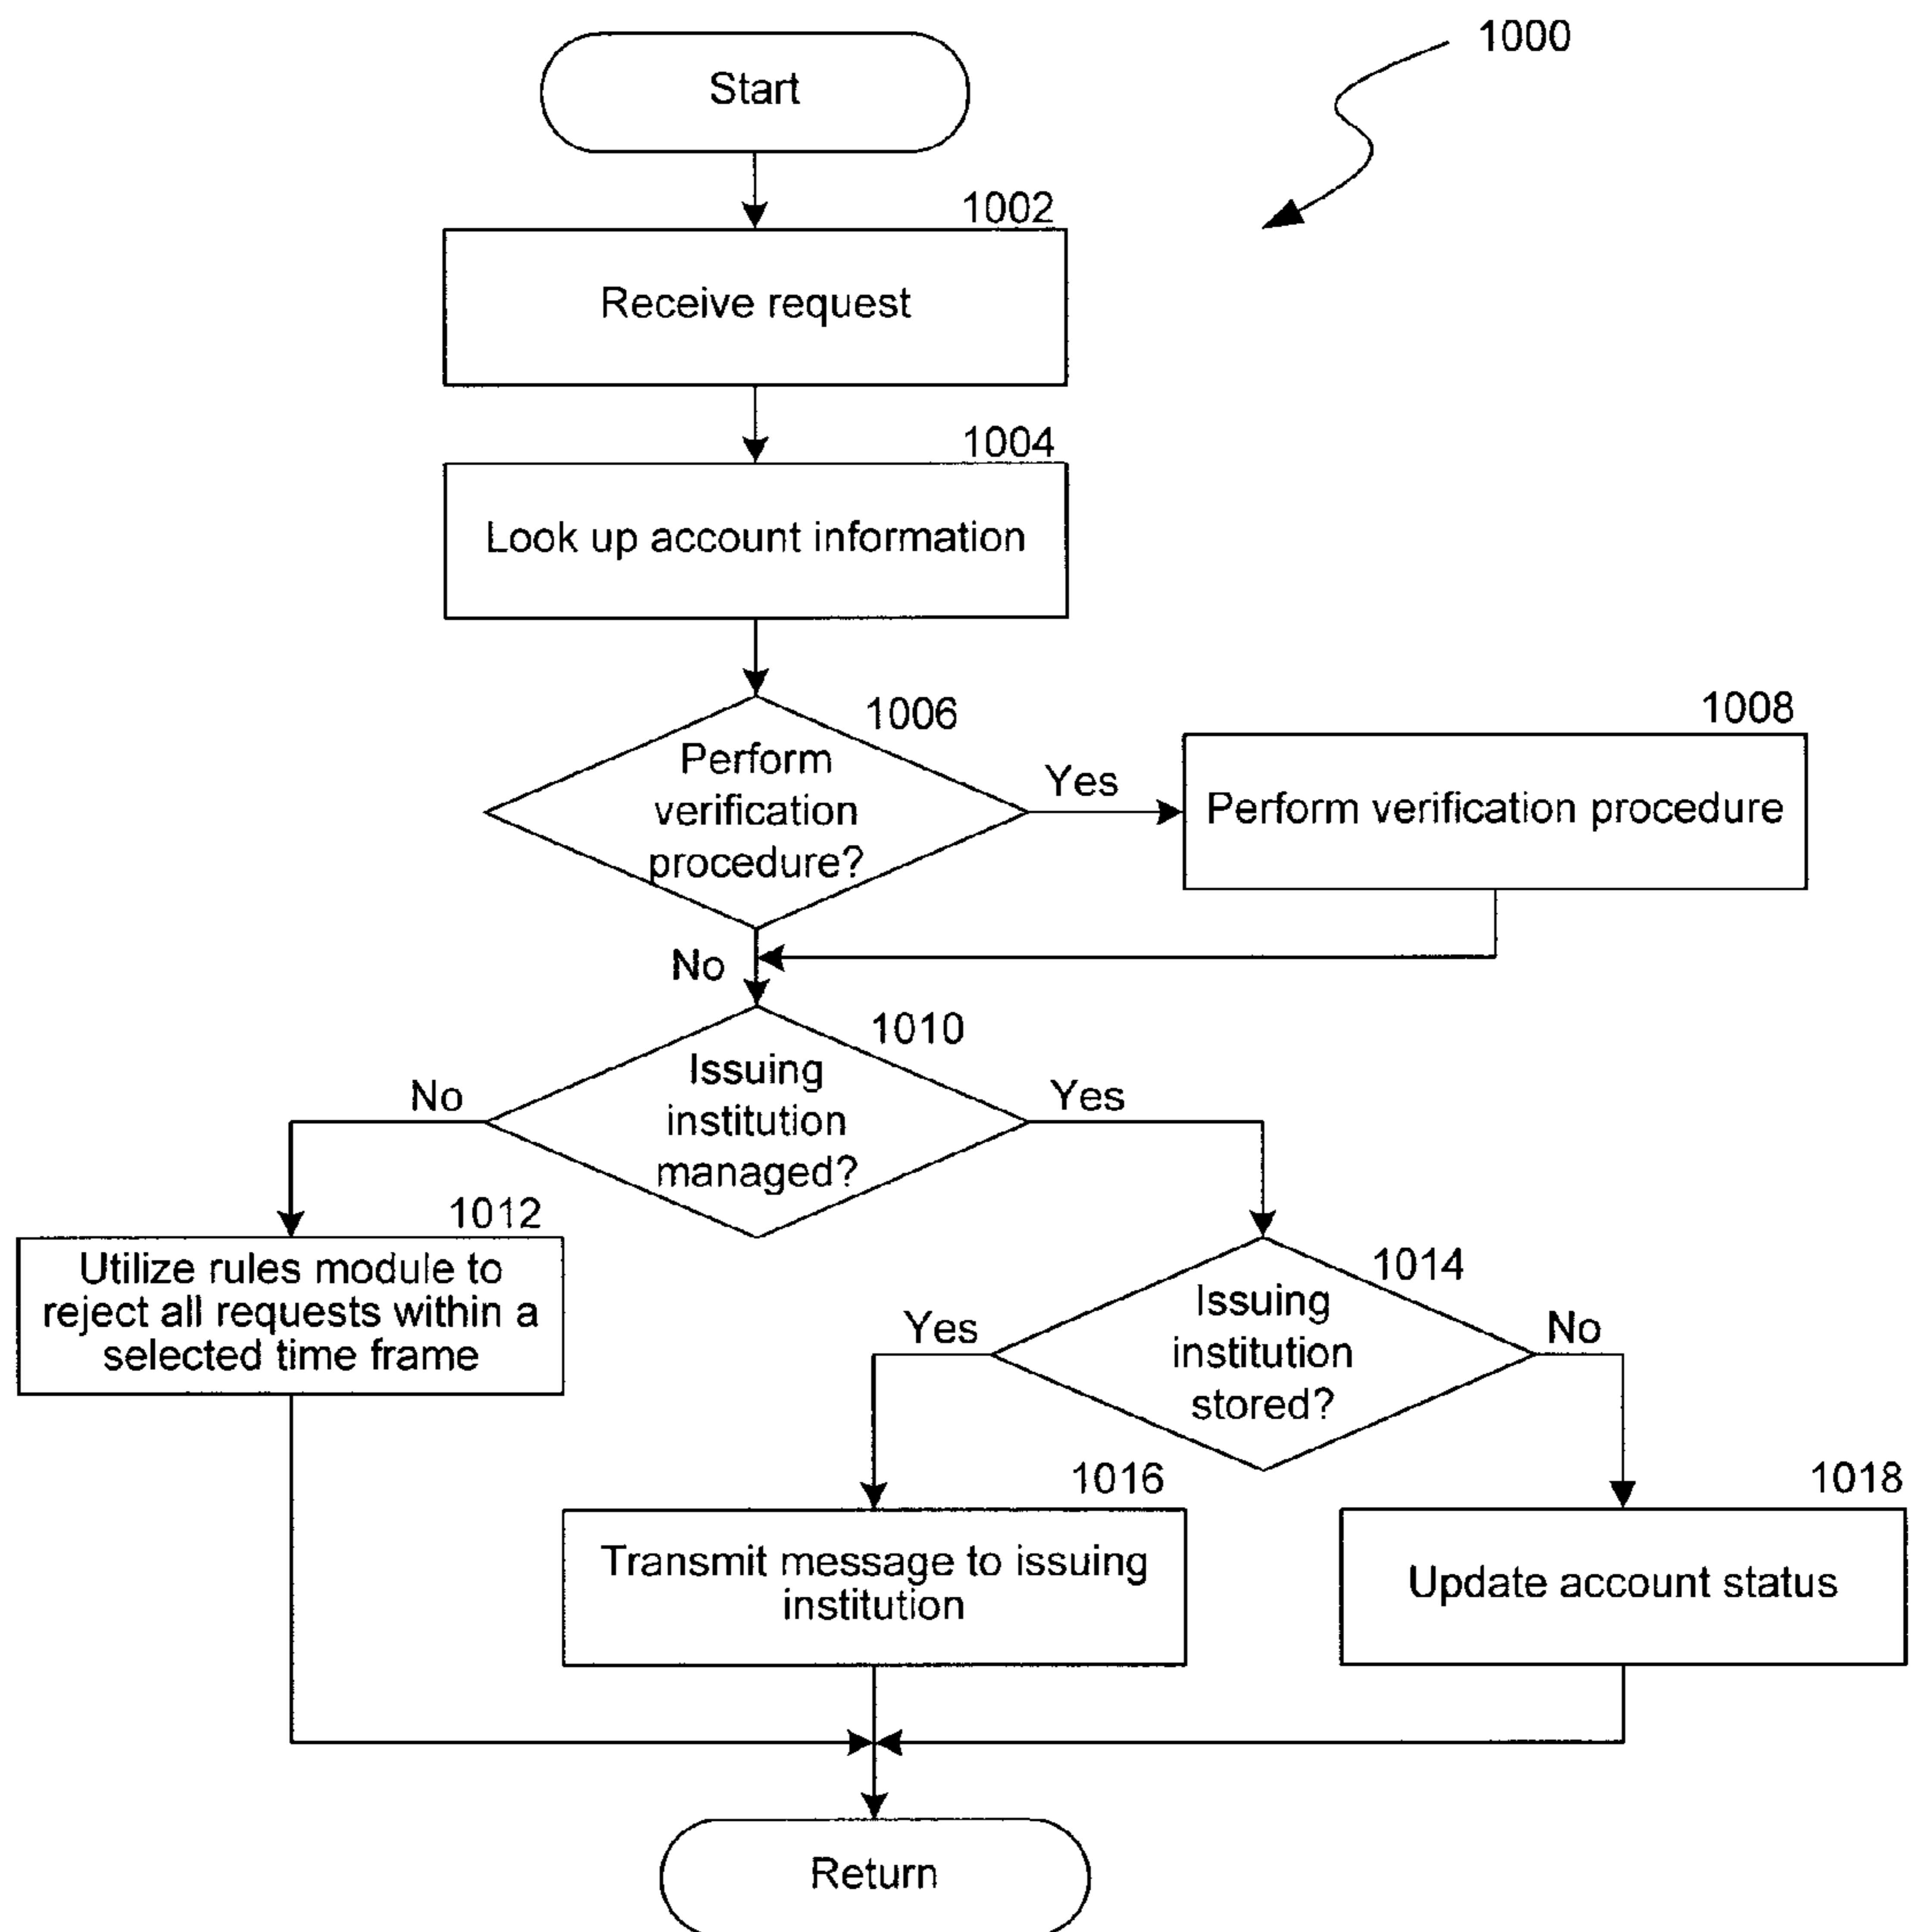 1000
Start
1002
Receive request
1004
Look up account information
1006
Perform
verification
procedure?
Yes
1008
Perform verification procedure
No
1010
Issuing
institution
managed?
No
Yes
1012
Utilize rules module to
reject all requests within a
selected time frame
1014
Issuing
institution
stored?
Yes
No
1016
Transmit message to issuing
institution
1018
Update account status
Return